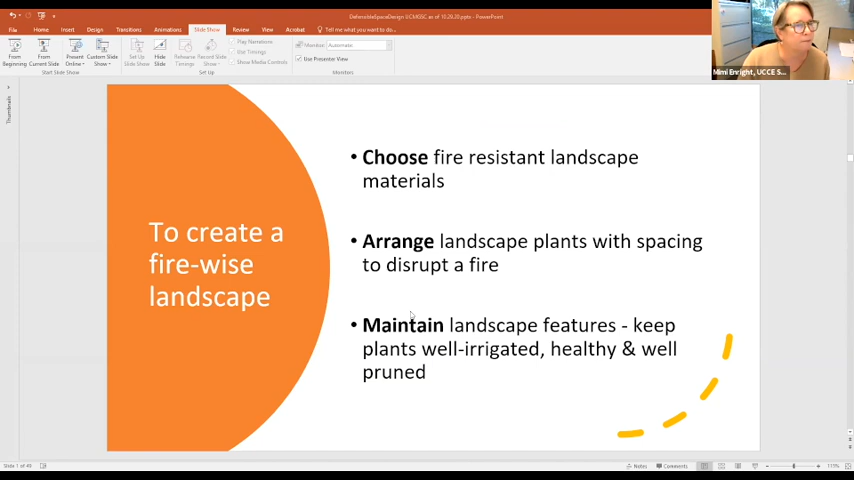 DefensibleSpaceDesign UCMGSC as of 10.26.20.pptx - PowerPoint
File Home Insert Design Transitions Animations Slide Show Review View Acrobat Tell me what you want to do...
From Beginning
From Current Slide
Present Online
Custom Slide Show
Set Up Slide Show
Hide Slide
Rehearse Timings
Record Slide Show
Play Narrations
Use Timings
Show Media Controls
Monitor: Automatic
Use Presenter View
Start Slide Show
Set Up
Monitors
Mimi Enright, UCCE S...
Thumbnails
To create a
fire-wise
landscape
• Choose fire resistant landscape
materials
• Arrange landscape plants with spacing
to disrupt a fire
• Maintain landscape features - keep
plants well-irrigated, healthy & well
pruned
Notes
Comments